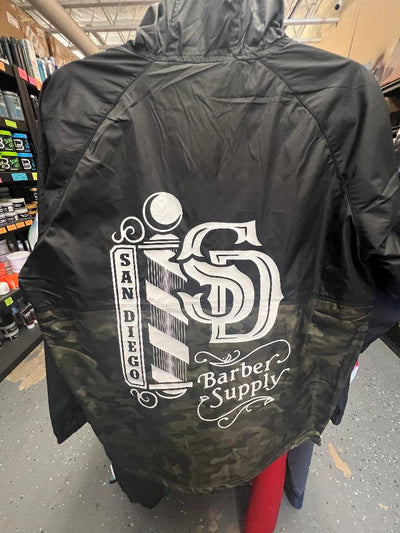 SAN DIEGO
SD
Barber
Supply